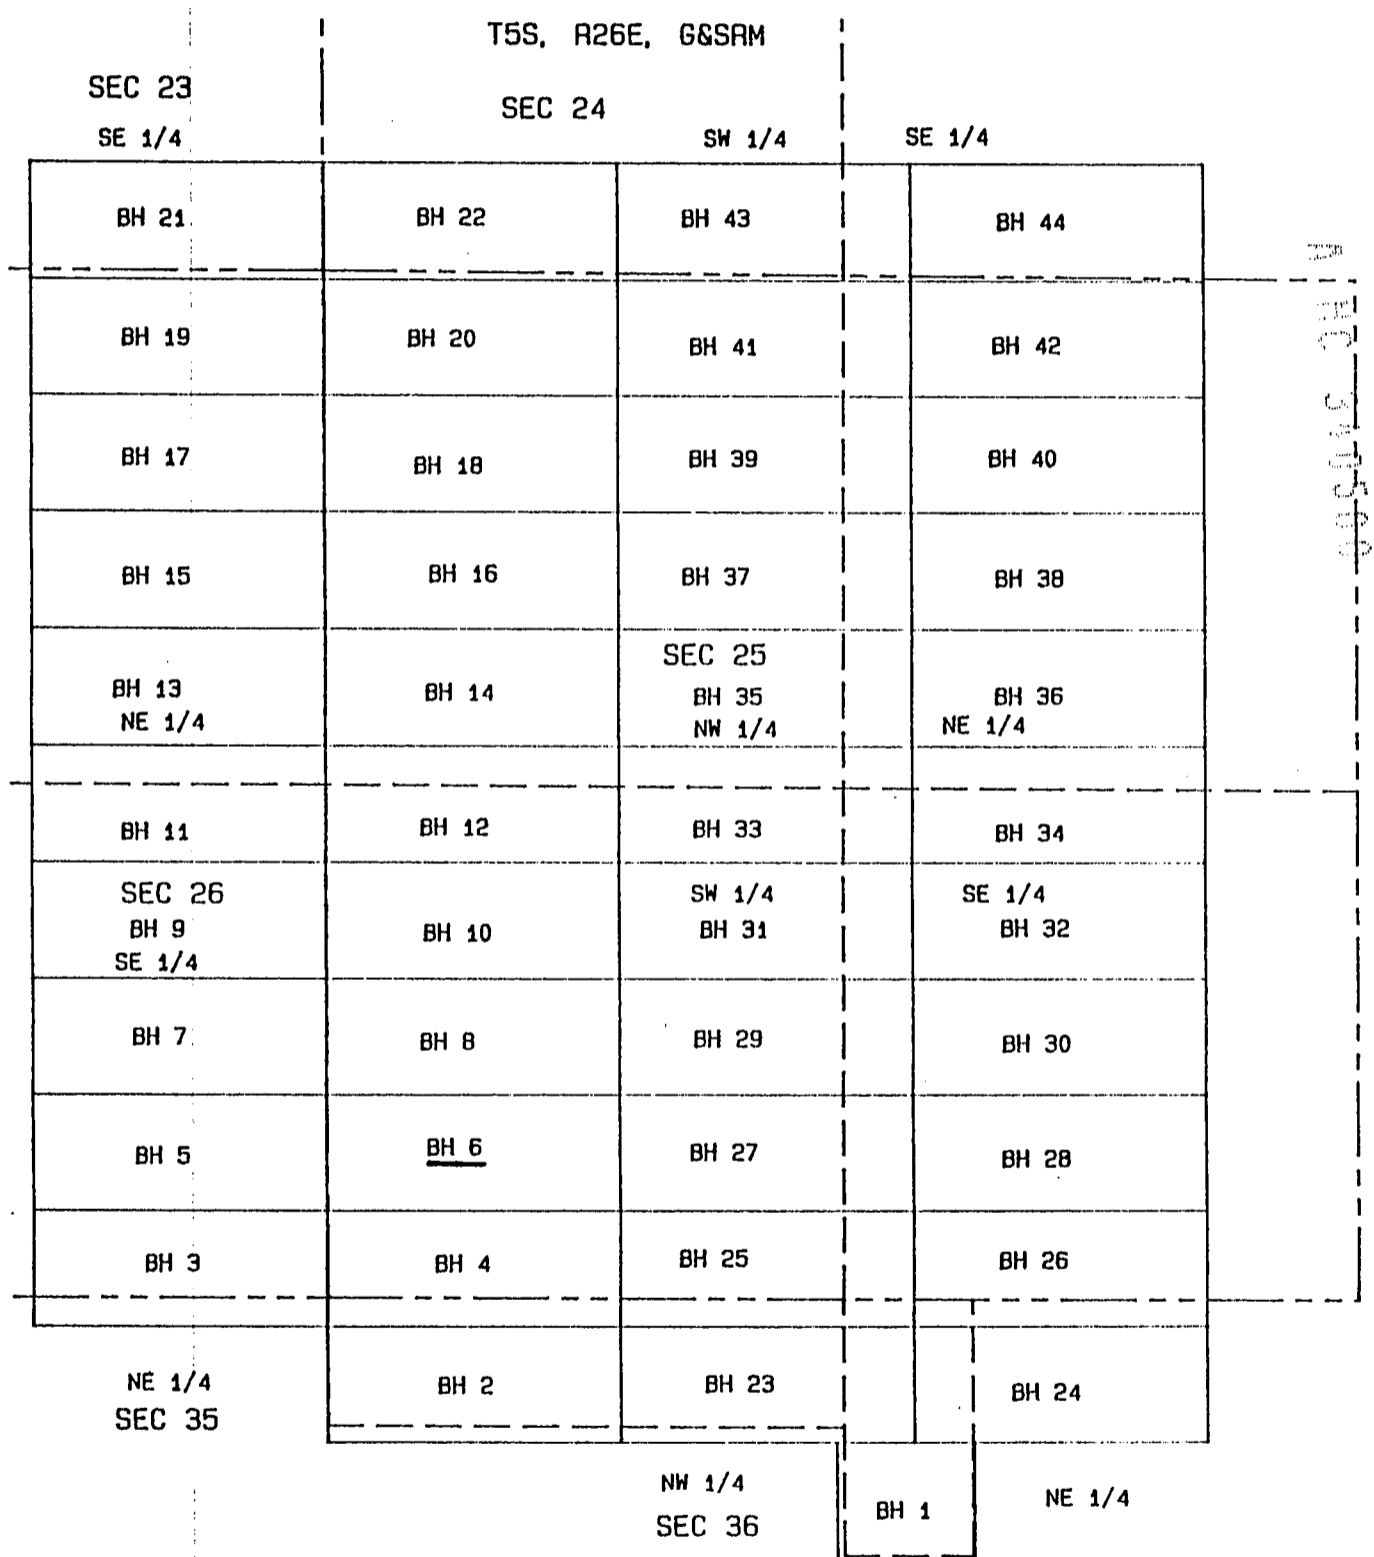 T5S, R26E, G&SRM
SEC 23
SEC 24
SE 1/4
SW 1/4
SE 1/4
BH 21
BH 22
BH 43
BH 44
BH 19
BH 20
BH 41
BH 42
BH 17
BH 18
BH 39
BH 40
BH 15
BH 16
BH 37
BH 38
SEC 25
BH 13
BH 14
BH 35
BH 36
NE 1/4
NW 1/4
NE 1/4
BH 11
BH 12
BH 33
BH 34
SEC 26
SW 1/4
SE 1/4
BH 9
BH 10
BH 31
BH 32
SE 1/4
BH 7
BH 8
BH 29
BH 30
BH 5
BH 6
BH 27
BH 28
BH 3
BH 4
BH 25
BH 26
NE 1/4
BH 2
BH 23
BH 24
SEC 35
NW 1/4
NE 1/4
SEC 36
BH 1